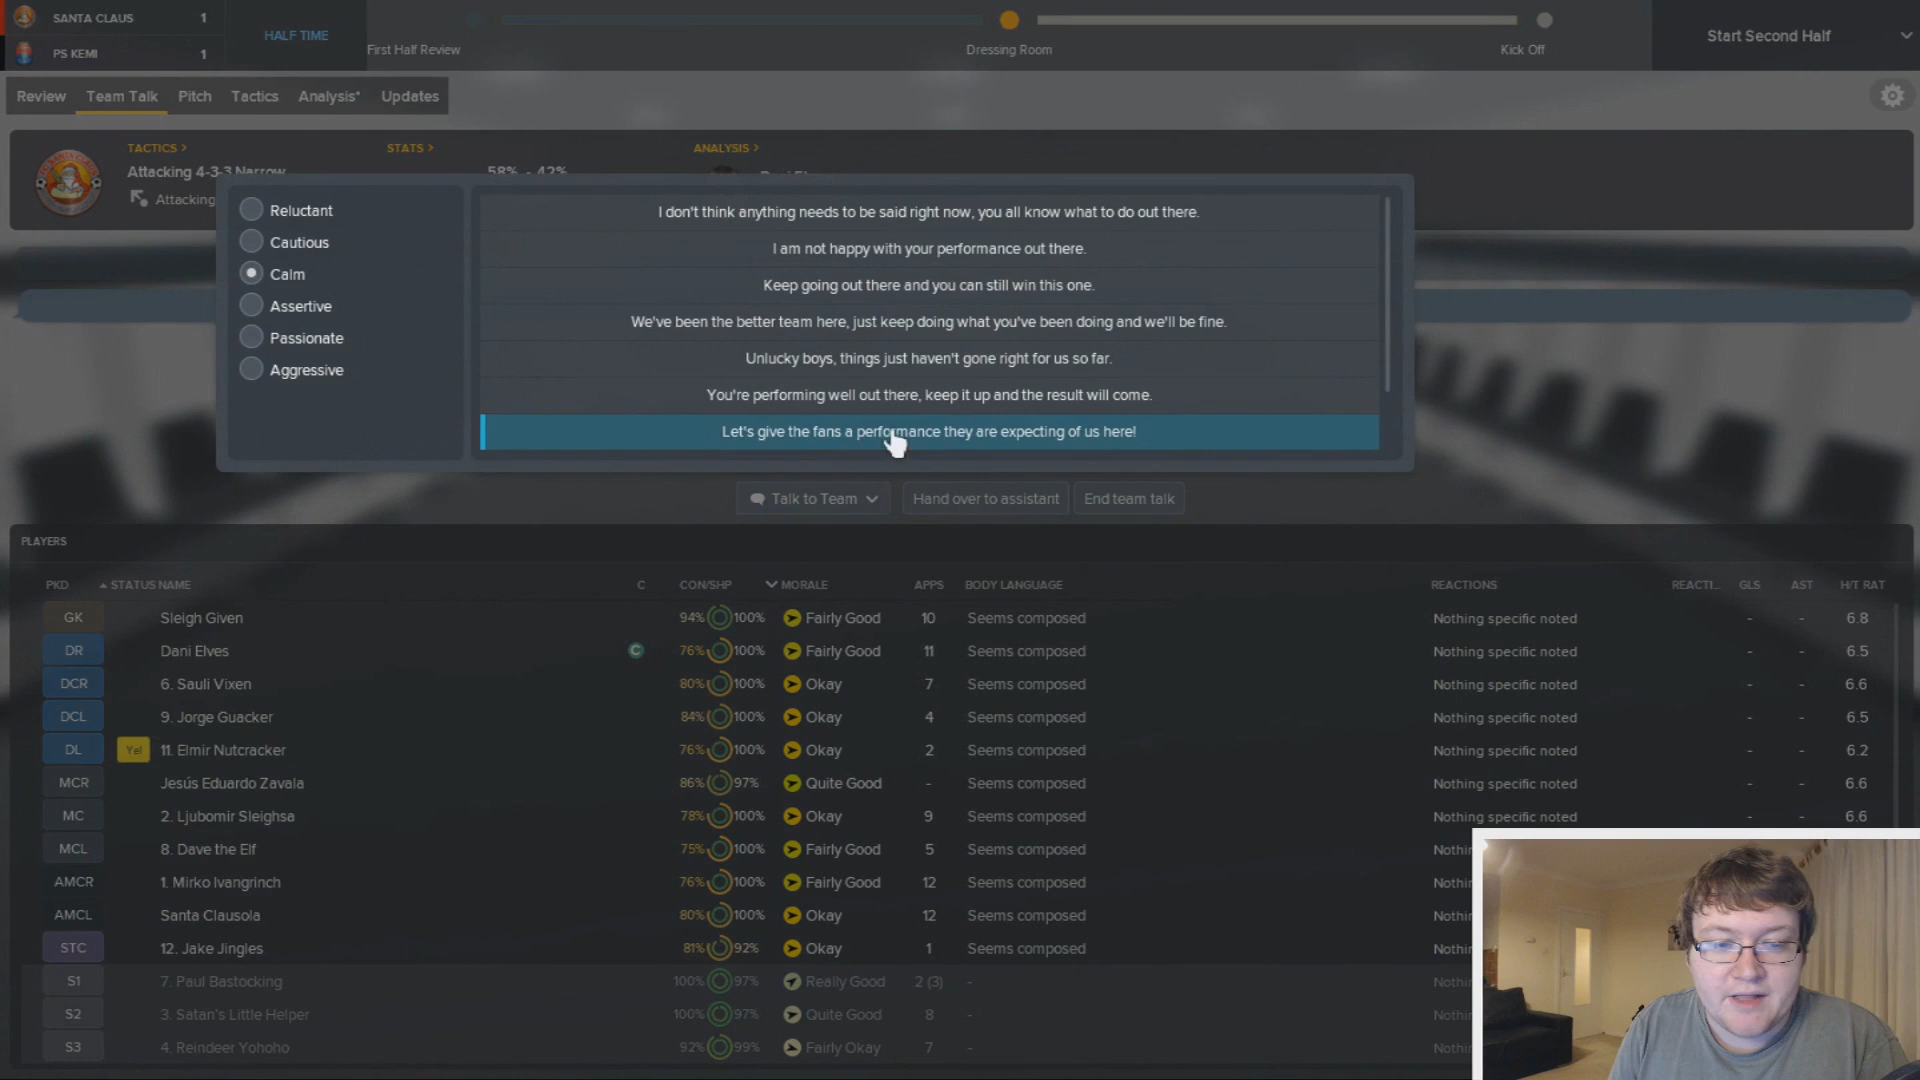 SANTA CLAUS 1
PS KEMI 1
HALF TIME
First Half Review
Dressing Room
Kick Off
Start Second Half
Review Team Talk Pitch Tactics Analysis* Updates
TACTICS > STATS > ANALYSIS >
Attacking 4-3-3 Narrow 58% - 42%
Attacking
Reluctant
Cautious
Calm
Assertive
Passionate
Aggressive
I don't think anything needs to be said right now, you all know what to do out there.
I am not happy with your performance out there.
Keep going out there and you can still win this one.
We've been the better team here, just keep doing what you've been doing and we'll be fine.
Unlucky boys, things just haven't gone right for us so far.
You're performing well out there, keep it up and the result will come.
Let's give the fans a performance they are expecting of us here!
Talk to Team Hand over to assistant End team talk
PLAYERS
PKD STATUS NAME C CON/SHP MORALE APPS BODY LANGUAGE REACTIONS REACTI... GLS AST H/T RAT
GK Sleigh Given 94% 100% Fairly Good 10 Seems composed Nothing specific noted - - 6.8
DR Dani Elves C 76% 100% Fairly Good 11 Seems composed Nothing specific noted - - 6.5
DCR 6. Sauli Vixen 80% 100% Okay 7 Seems composed Nothing specific noted - - 6.6
DCL 9. Jorge Guacker 84% 100% Okay 4 Seems composed Nothing specific noted - - 6.5
DL Yel 11. Elmir Nutcracker 76% 100% Okay 2 Seems composed Nothing specific noted - - 6.2
MCR Jesús Eduardo Zavala 86% 97% Quite Good - Seems composed Nothing specific noted - - 6.6
MC 2. Ljubomir Sleighsa 78% 100% Okay 9 Seems composed Nothing specific noted - - 6.6
MCL 8. Dave the Elf 75% 100% Fairly Good 5 Seems composed Nothin
AMCR 1. Mirko Ivangrinch 76% 100% Fairly Good 12 Seems composed Nothin
AMCL Santa Clausola 80% 100% Okay 12 Seems composed Nothin
STC 12. Jake Jingles 81% 92% Okay 1 Seems composed Nothin
S1 7. Paul Bastocking 100% 97% Really Good 2 (3) - Nothin
S2 3. Satan's Little Helper 100% 97% Quite Good 8 - Nothin
S3 4. Reindeer Yohoho 92% 99% Fairly Okay 7 - Nothin